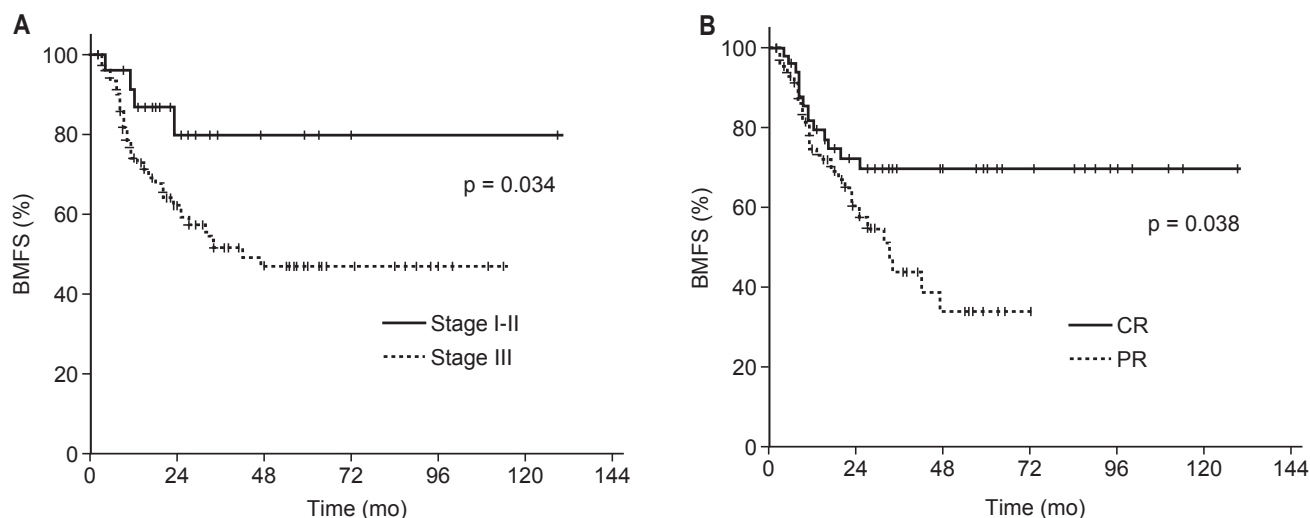 A
100
80
60
40
20
0
BMFS (%)
p = 0.034
Stage I-II
Stage III
0 24 48 72 96 120 144
Time (mo)
B
100
80
60
40
20
0
BMFS (%)
p = 0.038
CR
PR
0 24 48 72 96 120 144
Time (mo)